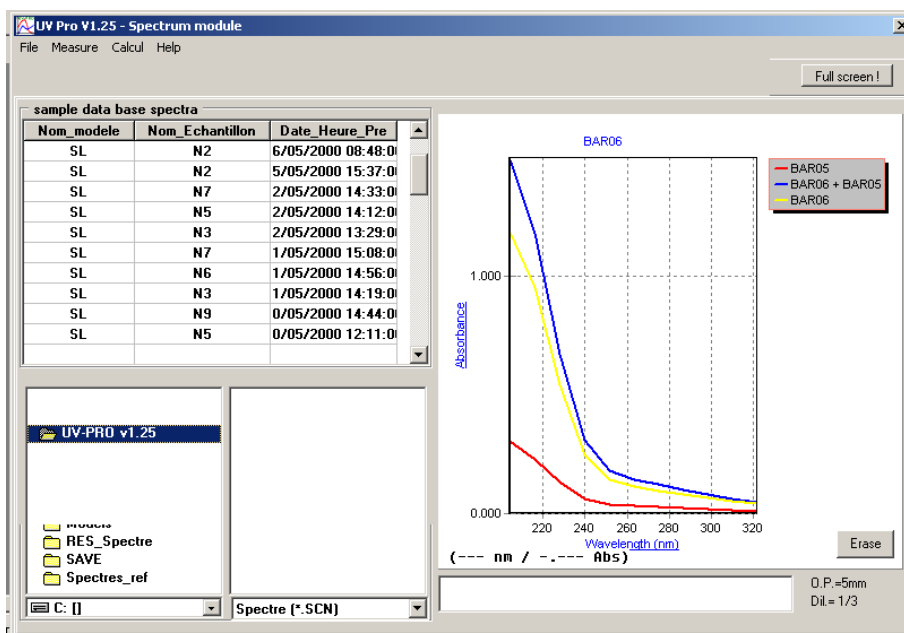 UV Pro V1.25 - Spectrum module
File Measure Calcul Help
Full screen !
sample data base spectra
Nom_modele Nom_Echantillon Date_Heure_Pre
SL N2 6/05/2000 08:48:0
SL N2 5/05/2000 15:37:0
SL N7 2/05/2000 14:33:0
SL N5 2/05/2000 14:12:0
SL N3 2/05/2000 13:29:0
SL N7 1/05/2000 15:08:0
SL N6 1/05/2000 14:56:0
SL N3 1/05/2000 14:19:0
SL N9 0/05/2000 14:44:0
SL N5 0/05/2000 12:11:0
BAR06
BAR05
BAR06 + BAR05
BAR06
1.000
Absorbance
0.000
220 240 260 280 300 320
Wavelength (nm)
(--- nm / -.--- Abs)
Erase
UV-PRO v1.25
Models
RES_Spectre
SAVE
Spectres_ref
C: []
Spectre (*.SCN)
O.P.=5mm
Dil.= 1/3